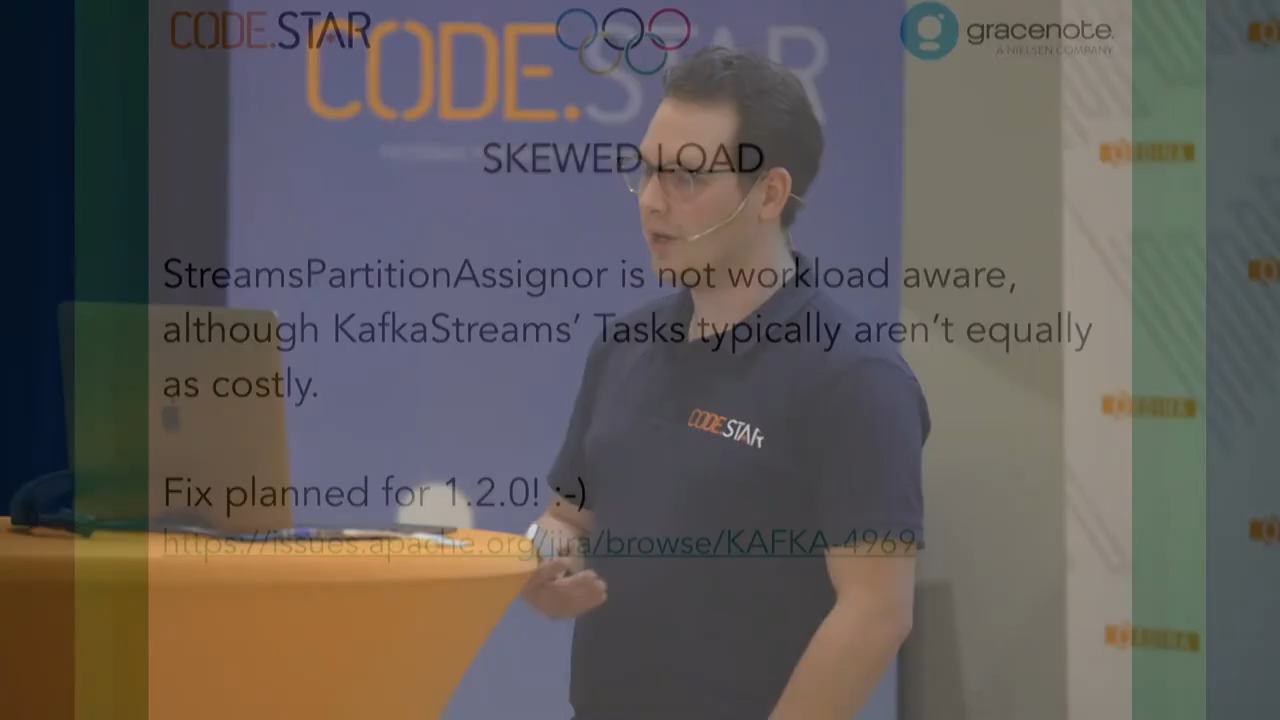 CODE.STAR
gracenote.
A NIELSEN COMPANY
CODE.STAR
SKEWED LOAD
StreamsPartitionAssignor is not workload aware,
although KafkaStreams’ Tasks typically aren’t equally
as costly.
CODE.STAR
Fix planned for 1.2.0! :-)
https://issues.apache.org/jira/browse/KAFKA-4969